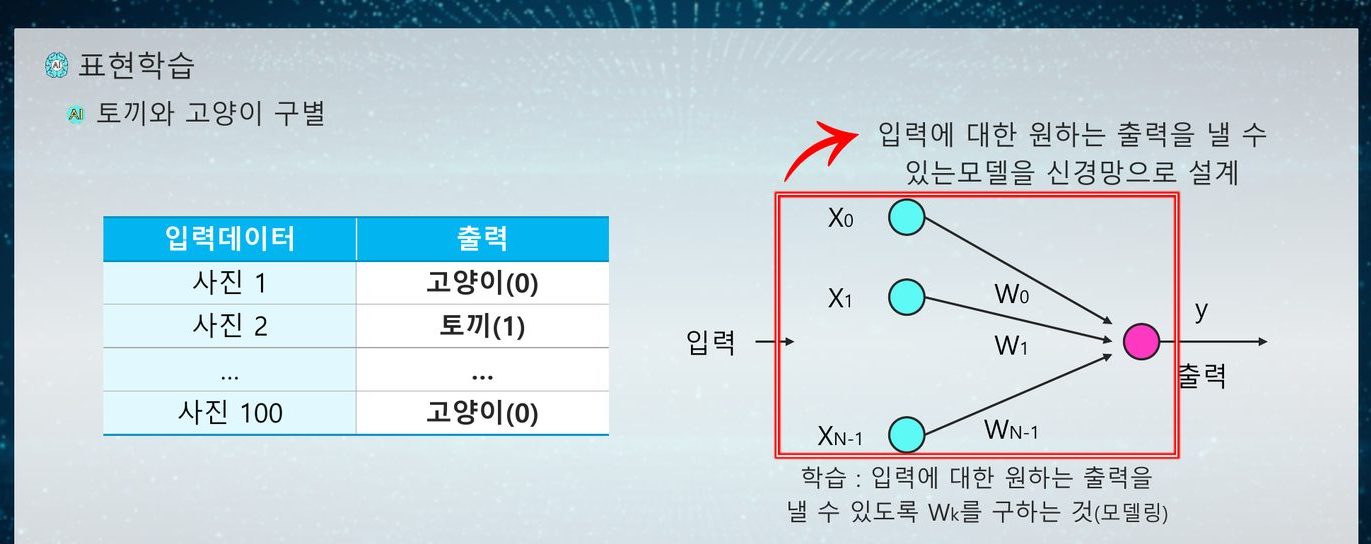 표현학습
AI 토끼와 고양이 구별
입력에 대한 원하는 출력을 낼 수
있는모델을 신경망으로 설계
입력데이터 출력
사진 1 고양이(0)
사진 2 토끼(1)
... ...
사진 100 고양이(0)
입력
X0
X1
XN-1
W0
W1
WN-1
y
출력
학습 : 입력에 대한 원하는 출력을
낼 수 있도록 Wk를 구하는 것(모델링)